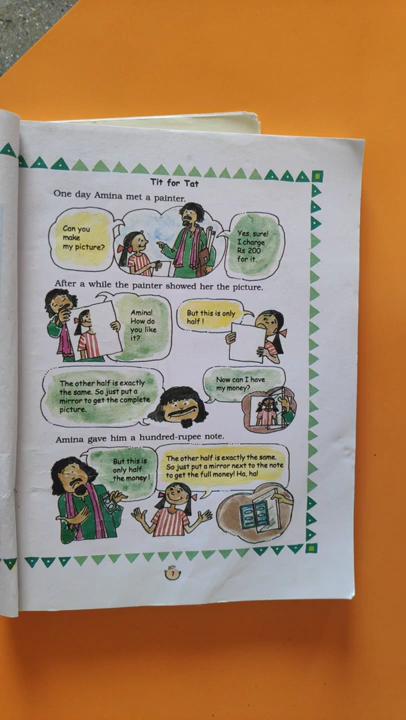 Tit for Tat
One day Amina met a painter.
Can you
make
my picture?
Yes, sure!
I charge
Rs 200
for it.
After a while the painter showed her the picture.
Amina!
How do
you like
it?
But this is only
half !
The other half is exactly
the same. So just put a
mirror to get the complete
picture.
Now can I have
my money?
Amina gave him a hundred-rupee note.
But this is
only half
the money!
The other half is exactly the same.
So just put a mirror next to the note
to get the full money! Ha, ha!
7